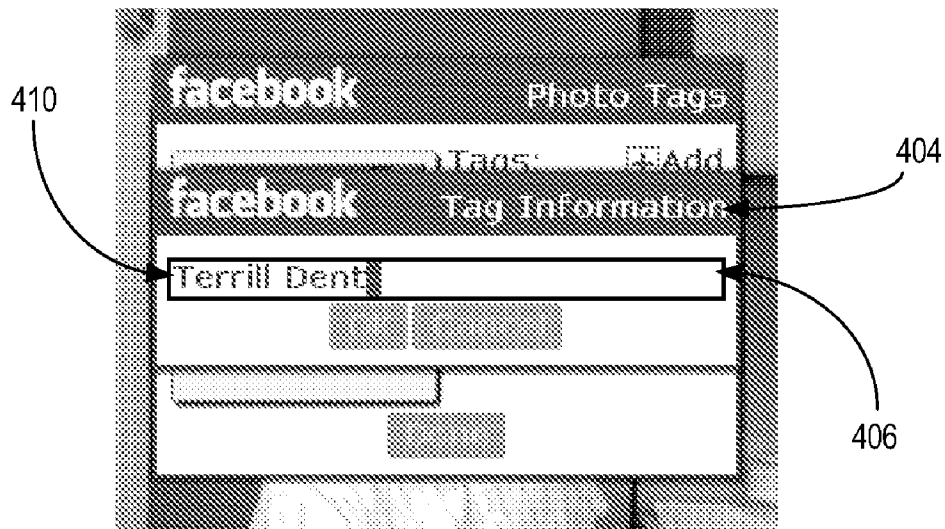 facebook Photo Tags
410
404
Tags: +Add
facebook Tag Information
Terrill Dent
406